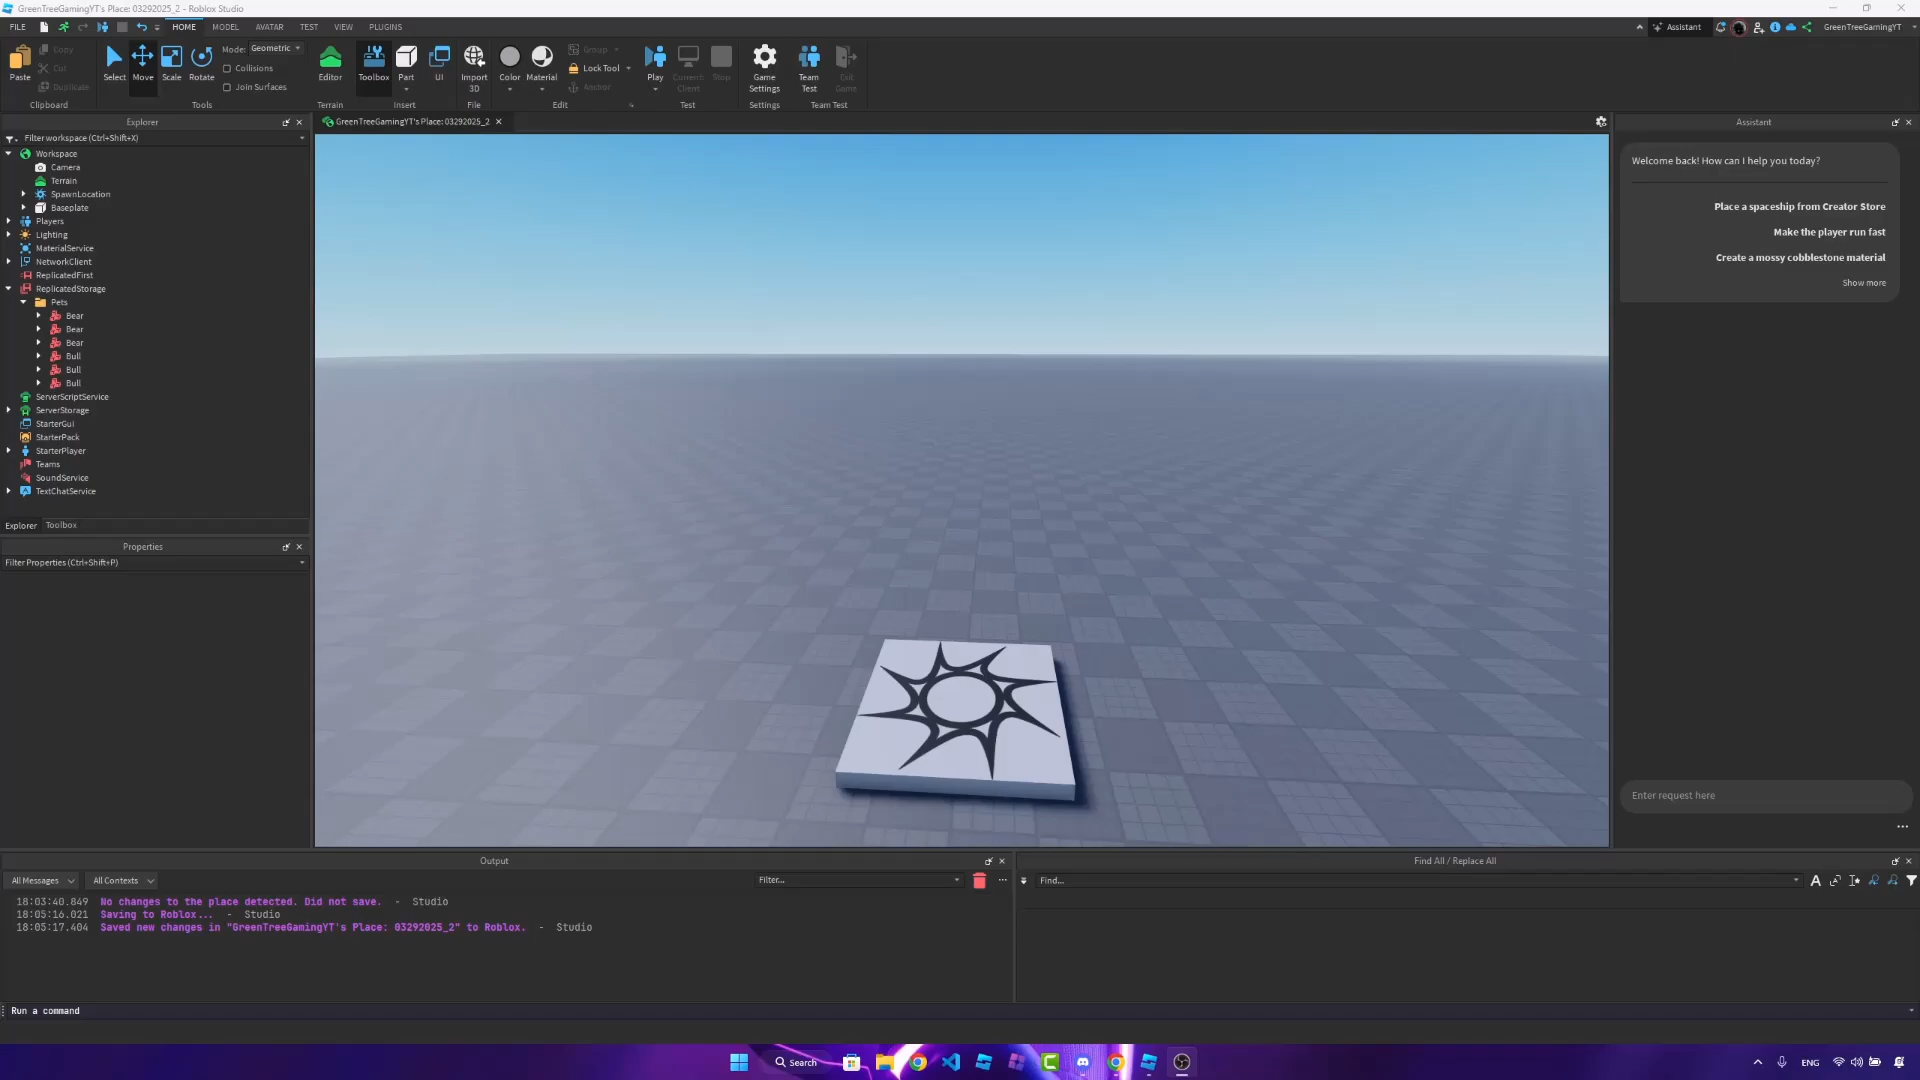 GreenTreeGamingYT's Place: 03292025_2 - Roblox Studio
FILE
HOME
MODEL
AVATAR
TEST
VIEW
PLUGINS
Assistant
GreenTreeGamingYT
Paste
Copy
Cut
Duplicate
Clipboard
Select
Move
Scale
Rotate
Mode: Geometric
Collisions
Join Surfaces
Tools
Editor
Terrain
Toolbox
Part
UI
Insert
Import 3D
File
Color
Material
Group
Lock Tool
Anchor
Edit
Play
Current: Client
Stop
Test
Game Settings
Settings
Team Test
Exit Game
Team Test
Explorer
Filter workspace (Ctrl+Shift+X)
Workspace
Camera
Terrain
SpawnLocation
Baseplate
Players
Lighting
MaterialService
NetworkClient
ReplicatedFirst
ReplicatedStorage
Pets
Bear
Bear
Bear
Bull
Bull
Bull
ServerScriptService
ServerStorage
StarterGui
StarterPack
StarterPlayer
Teams
SoundService
TextChatService
Explorer
Toolbox
Properties
Filter Properties (Ctrl+Shift+P)
GreenTreeGamingYT's Place: 03292025_2
Assistant
Welcome back! How can I help you today?
Place a spaceship from Creator Store
Make the player run fast
Create a mossy cobblestone material
Show more
Enter request here
Output
All Messages
All Contexts
Filter...
18:03:40.849 No changes to the place detected. Did not save. - Studio
18:05:16.021 Saving to Roblox... - Studio
18:05:17.404 Saved new changes in "GreenTreeGamingYT's Place: 03292025_2" to Roblox. - Studio
Find All / Replace All
Find...
Run a command
Search
ENG